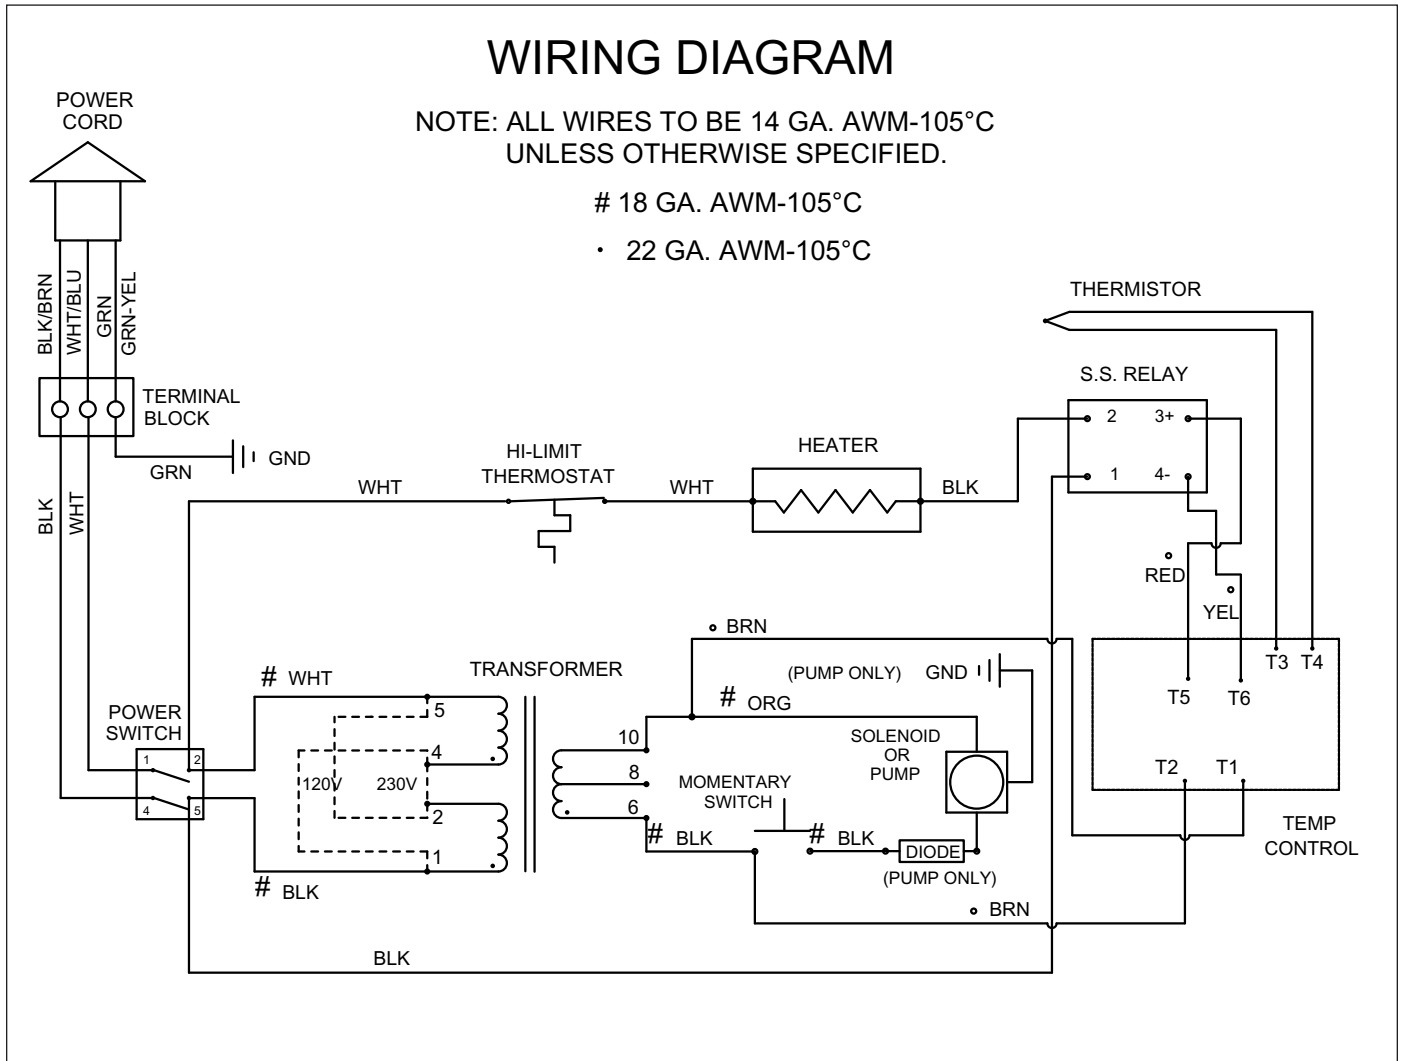 WIRING DIAGRAM
POWER
CORD
NOTE: ALL WIRES TO BE 14 GA. AWM-105°C
UNLESS OTHERWISE SPECIFIED.
# 18 GA. AWM-105°C
· 22 GA. AWM-105°C
BLK/BRN
WHT/BLU
GRN
GRN-YEL
THERMISTOR
TERMINAL
BLOCK
S.S. RELAY
2 3+
1 4-
GRN
GND
HI-LIMIT
THERMOSTAT
HEATER
WHT
WHT
BLK
BLK
WHT
RED
YEL
BRN
# WHT
TRANSFORMER
(PUMP ONLY)
GND
T3 T4
T5 T6
# ORG
POWER
SWITCH
1 2
4 5
5
4
120V 230V
2
1
10
8
6
SOLENOID
OR
PUMP
MOMENTARY
SWITCH
T2 T1
# BLK
# BLK
DIODE
(PUMP ONLY)
TEMP
CONTROL
# BLK
BRN
BLK